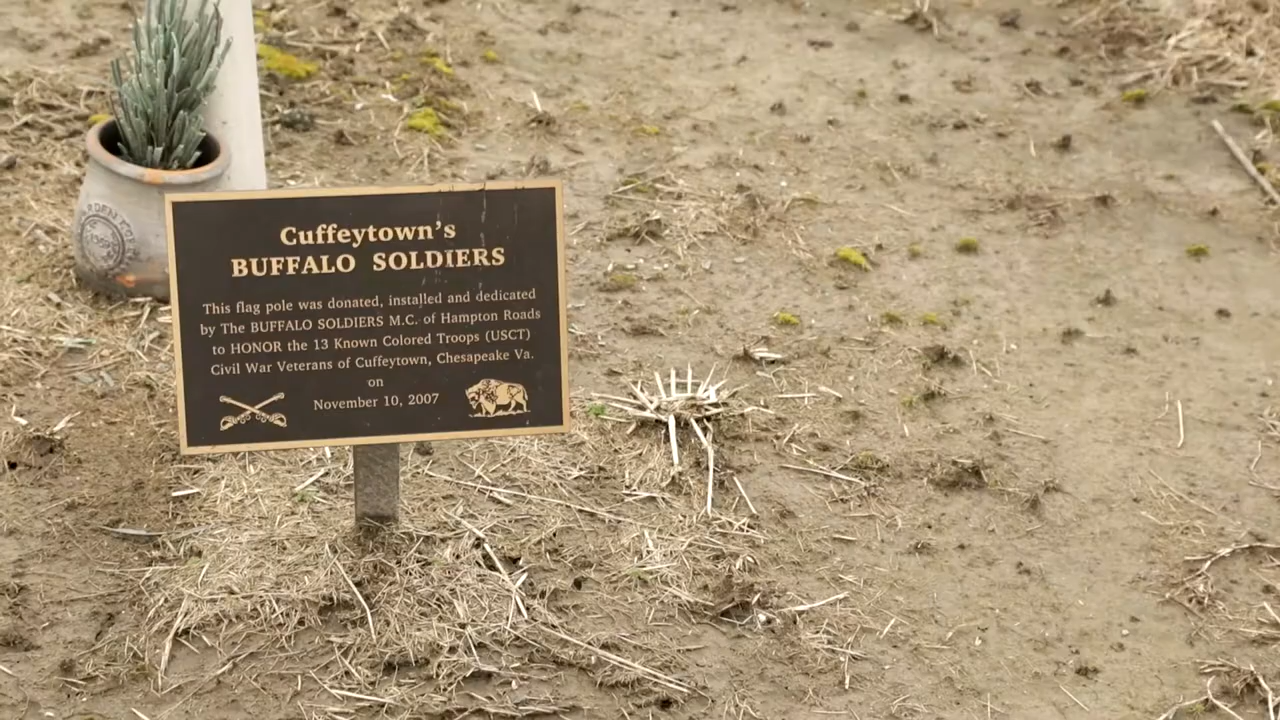 Cuffeytown's
BUFFALO SOLDIERS
This flag pole was donated, installed and dedicated
by The BUFFALO SOLDIERS M.C. of Hampton Roads
to HONOR the 13 Known Colored Troops (USCT)
Civil War Veterans of Cuffeytown, Chesapeake Va.
on
November 10, 2007